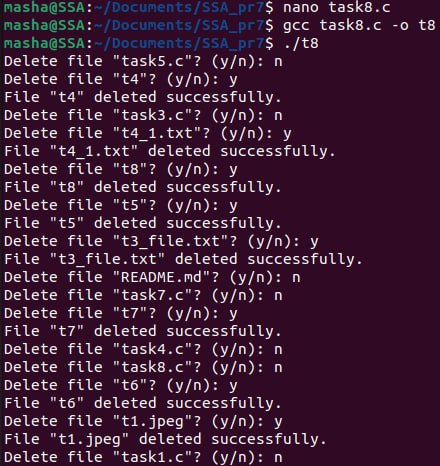 masha@SSA:~/Documents/SSA_pr7$ nano task8.c
masha@SSA:~/Documents/SSA_pr7$ gcc task8.c -o t8
masha@SSA:~/Documents/SSA_pr7$ ./t8
Delete file "task5.c"? (y/n): n
Delete file "t4"? (y/n): y
File "t4" deleted successfully.
Delete file "task3.c"? (y/n): n
Delete file "t4_1.txt"? (y/n): y
File "t4_1.txt" deleted successfully.
Delete file "t8"? (y/n): y
File "t8" deleted successfully.
Delete file "t5"? (y/n): y
File "t5" deleted successfully.
Delete file "t3_file.txt"? (y/n): y
File "t3_file.txt" deleted successfully.
Delete file "README.md"? (y/n): n
Delete file "task7.c"? (y/n): n
Delete file "t7"? (y/n): y
File "t7" deleted successfully.
Delete file "task4.c"? (y/n): n
Delete file "task8.c"? (y/n): n
Delete file "t6"? (y/n): y
File "t6" deleted successfully.
Delete file "t1.jpeg"? (y/n): y
File "t1.jpeg" deleted successfully.
Delete file "task1.c"? (y/n): n